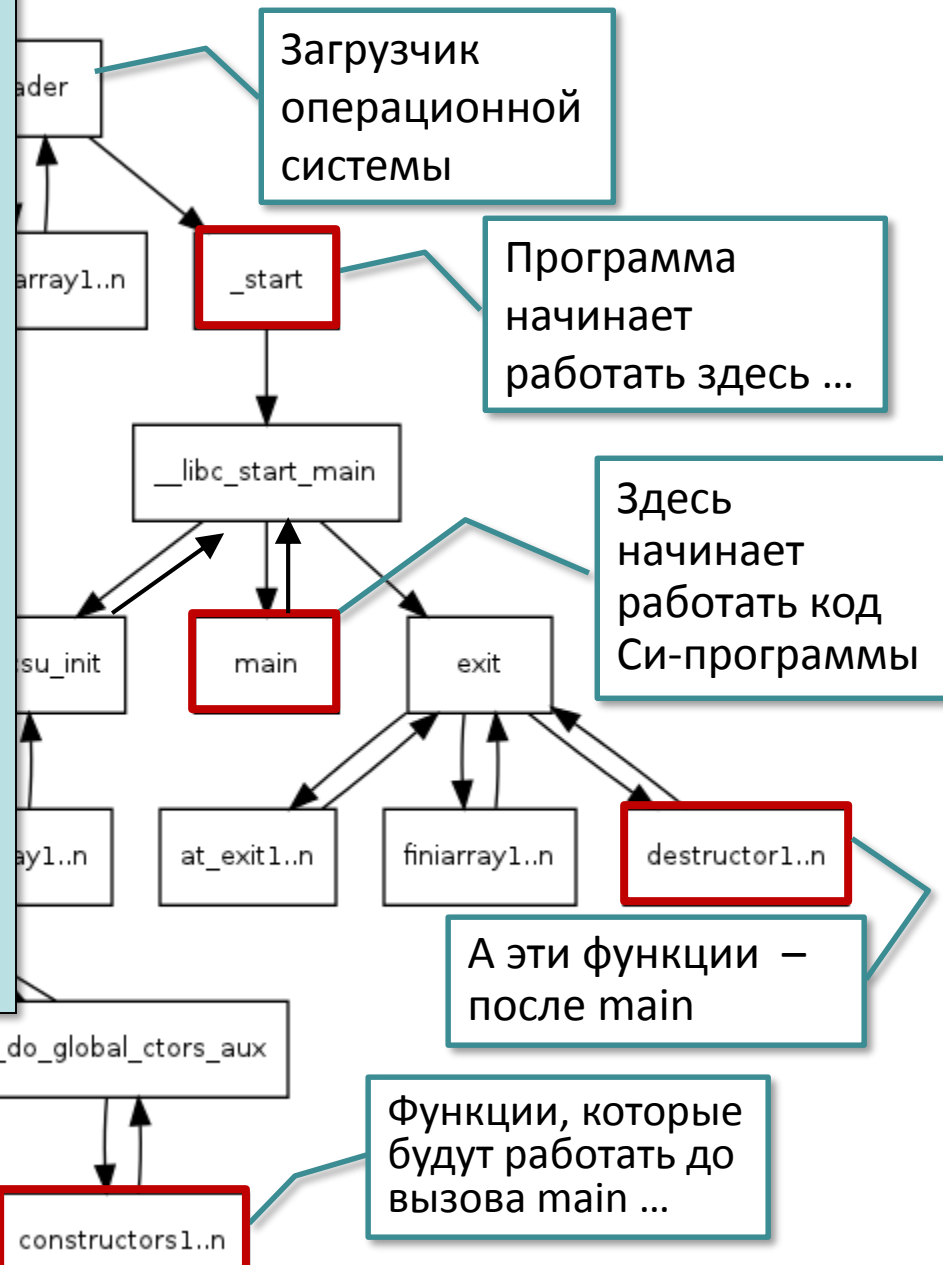 ader
Загрузчик
операционной
системы
array1..n
_start
Программа
начинает
работать здесь ...
__libc_start_main
Здесь
начинает
работать код
Си-программы
su_init
main
exit
ay1..n
at_exit1..n
finiarray1..n
destructor1..n
А эти функции –
после main
_do_global_ctors_aux
Функции, которые
будут работать до
вызова main ...
constructors1..n